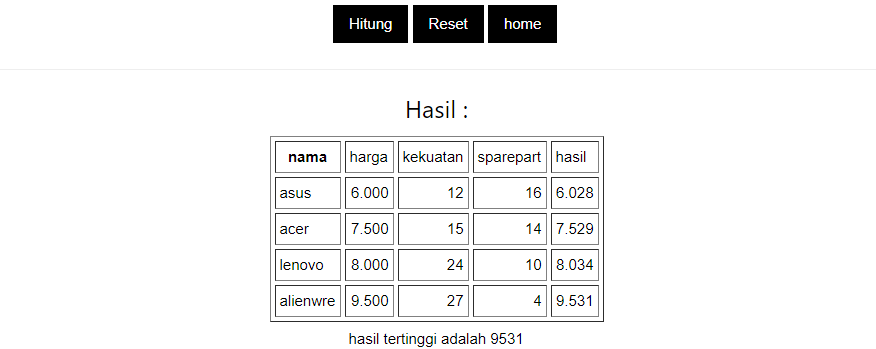 Hitung Reset home
Hasil :
nama harga kekuatan sparepart hasil
asus 6.000 12 16 6.028
acer 7.500 15 14 7.529
lenovo 8.000 24 10 8.034
alienwre 9.500 27 4 9.531
hasil tertinggi adalah 9531